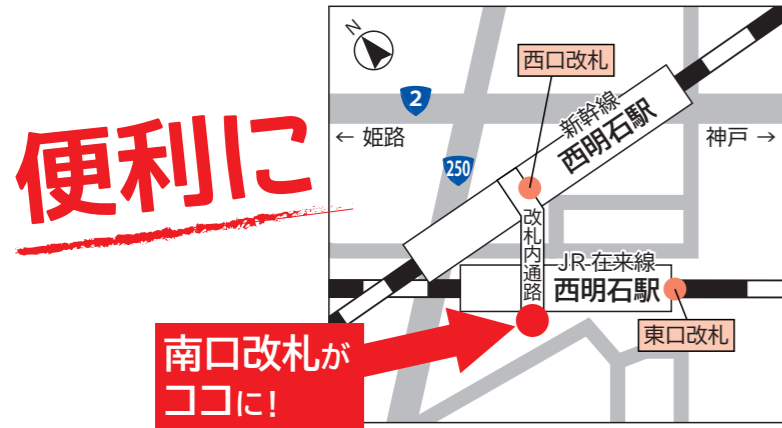 便利に
N
2
250
← 姫路
神戸 →
西口改札
新幹線
西明石駅
改札内通路
JR 在来線
西明石駅
東口改札
南口改札が
ココに!